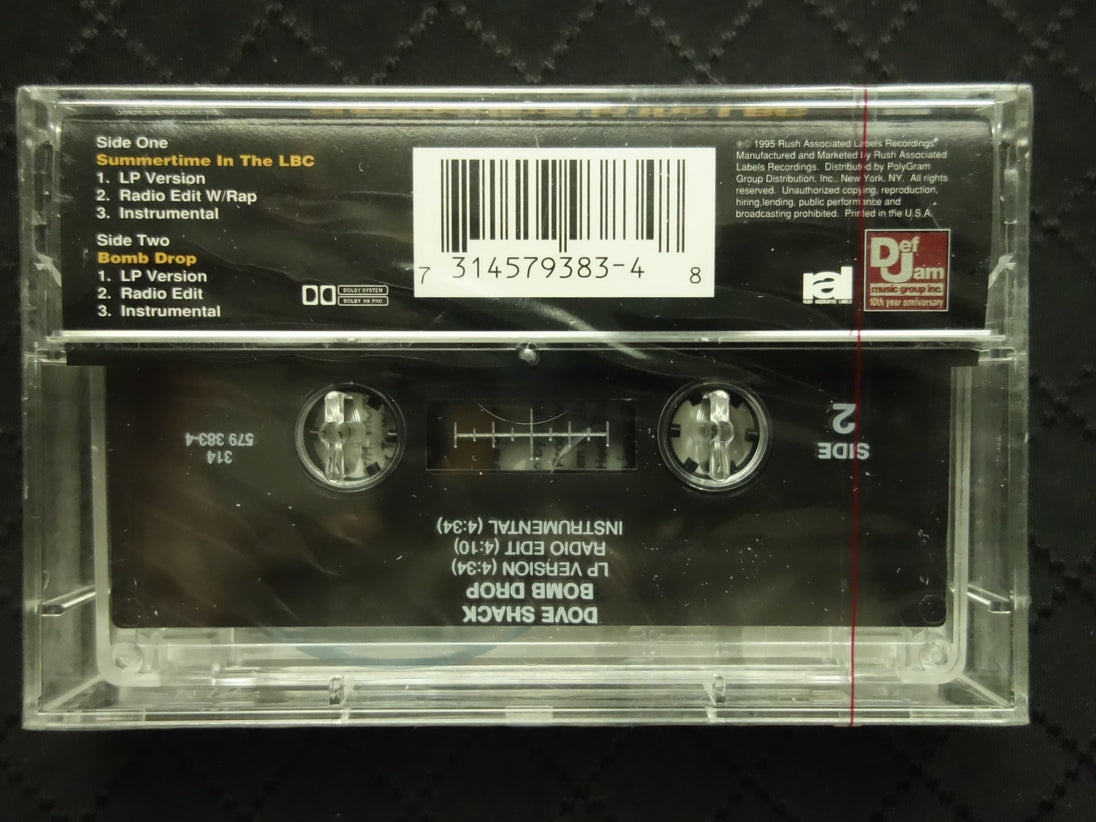 Side One
Summertime In The LBC
1. LP Version
2. Radio Edit W/Rap
3. Instrumental
Side Two
Bomb Drop
1. LP Version
2. Radio Edit
3. Instrumental
DOLBY SYSTEM
DOLBY HX PRO
7 314579383-4 8
℗© 1995 Rush Associated Labels Recordings
Manufactured and Marketed by Rush Associated
Labels Recordings. Distributed by PolyGram
Group Distribution, Inc., New York, NY. All rights
reserved. Unauthorized copying, reproduction,
hiring,lending, public performance and
broadcasting prohibited. Printed in the U.S.A.
ral
RUSH ASSOCIATED LABELS
Def
Jam
music group inc.
10th year anniversary
SIDE
2
314
579 383-4
DOVE SHACK
BOMB DROP
LP VERSION (4:34)
RADIO EDIT (4:10)
INSTRUMENTAL (4:34)